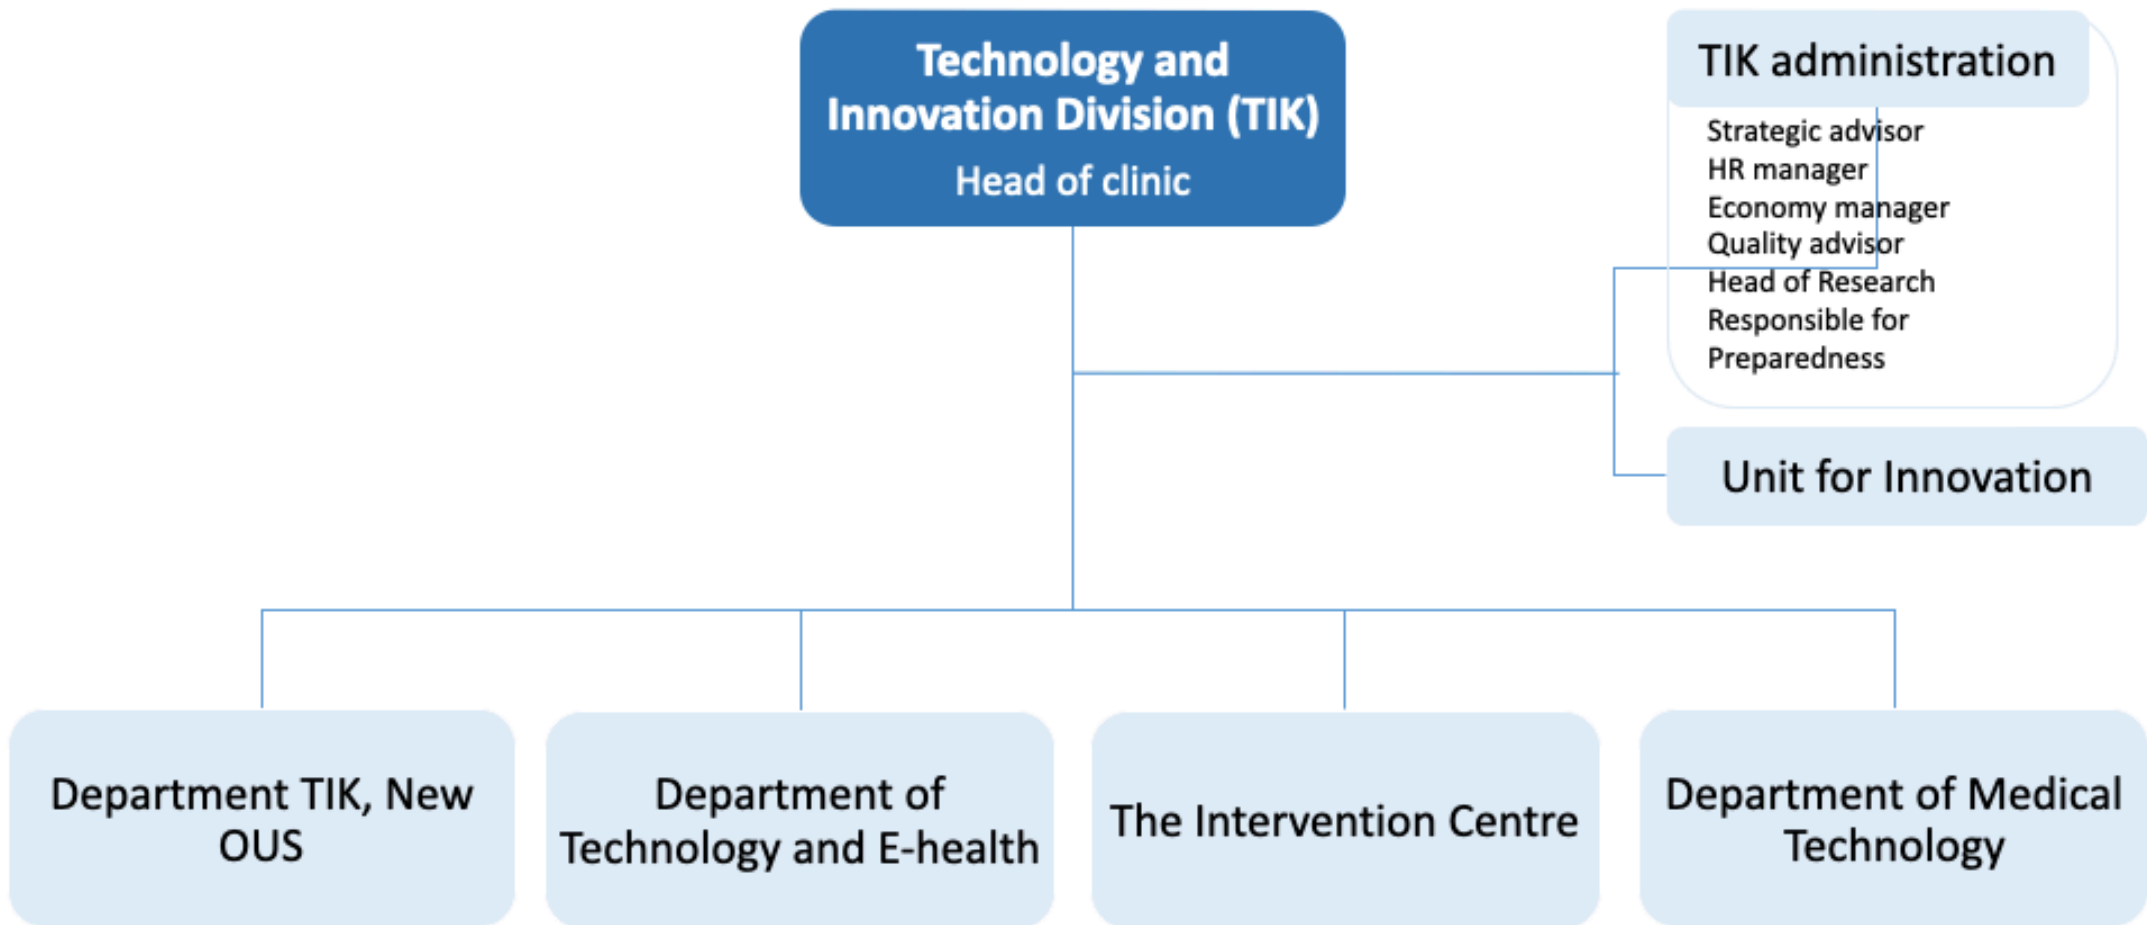 Technology and
Innovation Division (TIK)
Head of clinic
TIK administration
Strategic advisor
HR manager
Economy manager
Quality advisor
Head of Research
Responsible for
Preparedness
Unit for Innovation
Department TIK, New
OUS
Department of
Technology and E-health
The Intervention Centre
Department of Medical
Technology